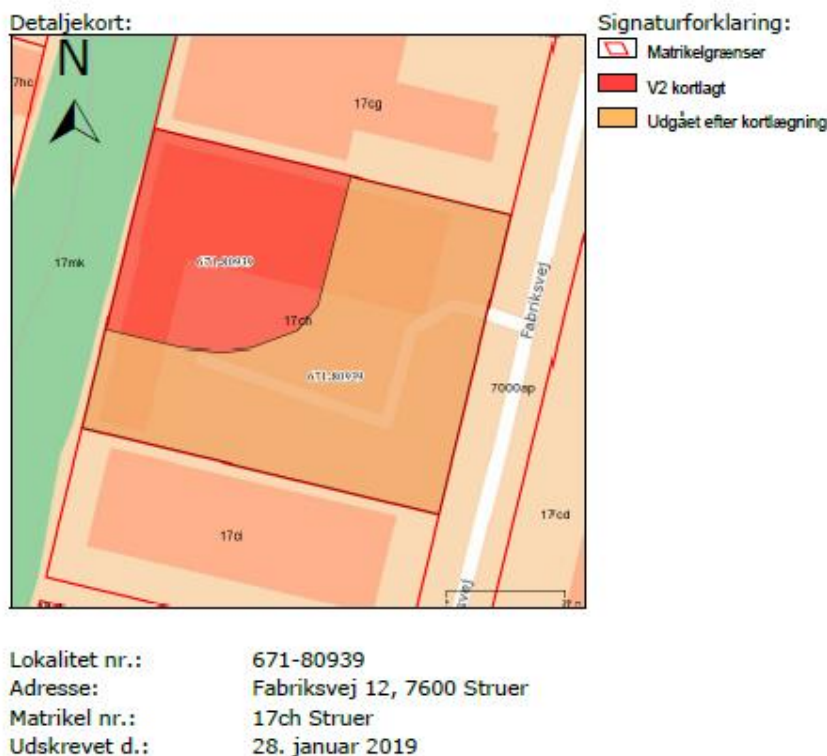 Detaljekort:
Signaturforklaring:
Matrikelgrænser
V2 kortlagt
Udgået efter kortlægning
N
7hc
17cg
17mk
671-80939
17ch
671-80939
Fabriksvej
7000ap
17cd
17ci
Lokalitet nr.: 671-80939
Adresse: Fabriksvej 12, 7600 Struer
Matrikel nr.: 17ch Struer
Udskrevet d.: 28. januar 2019